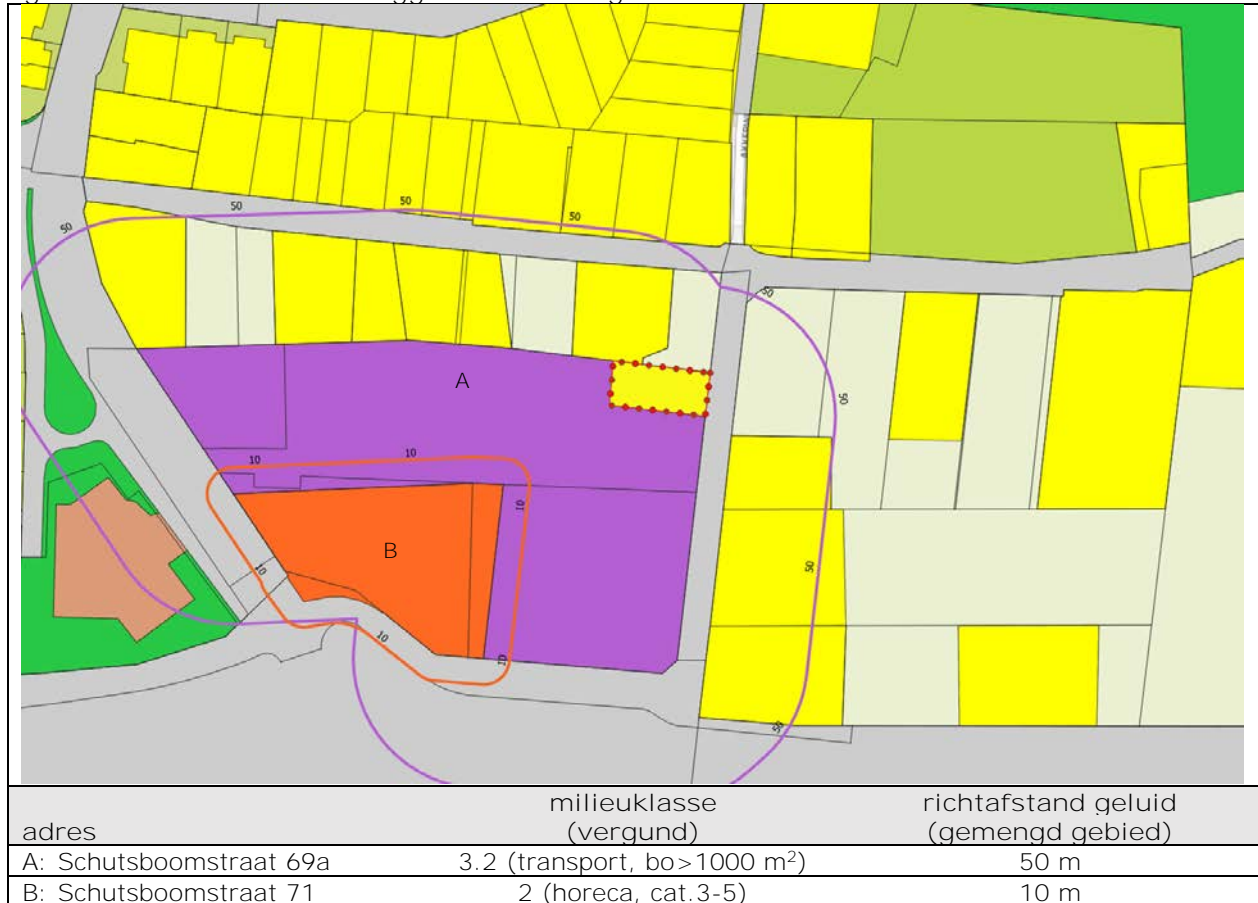 50
50
50
50
50
A
50
10
10
10
B
50
10
10
10
50
milieuklasse richtafstand geluid
adres (vergund) (gemengd gebied)
A: Schutsboomstraat 69a 3.2 (transport, bo>1000 m²) 50 m
B: Schutsboomstraat 71 2 (horeca, cat.3-5) 10 m